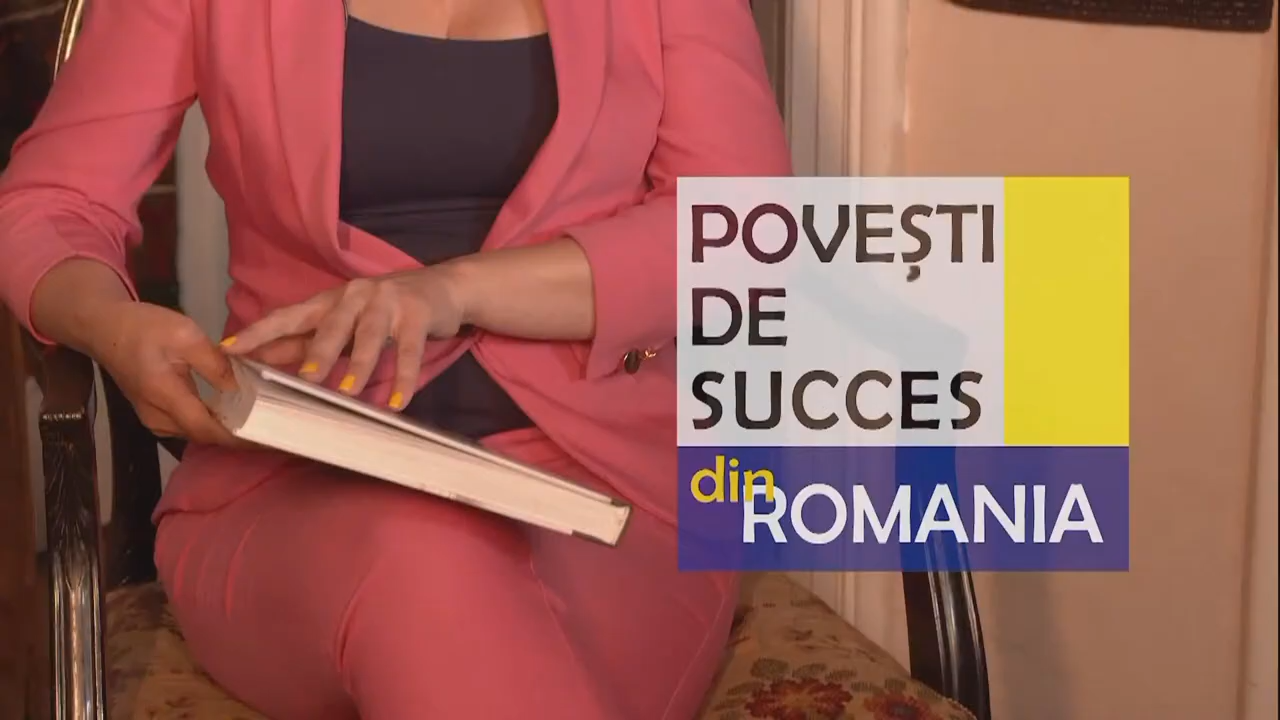 POVEȘTI
DE
SUCCES
din
ROMANIA